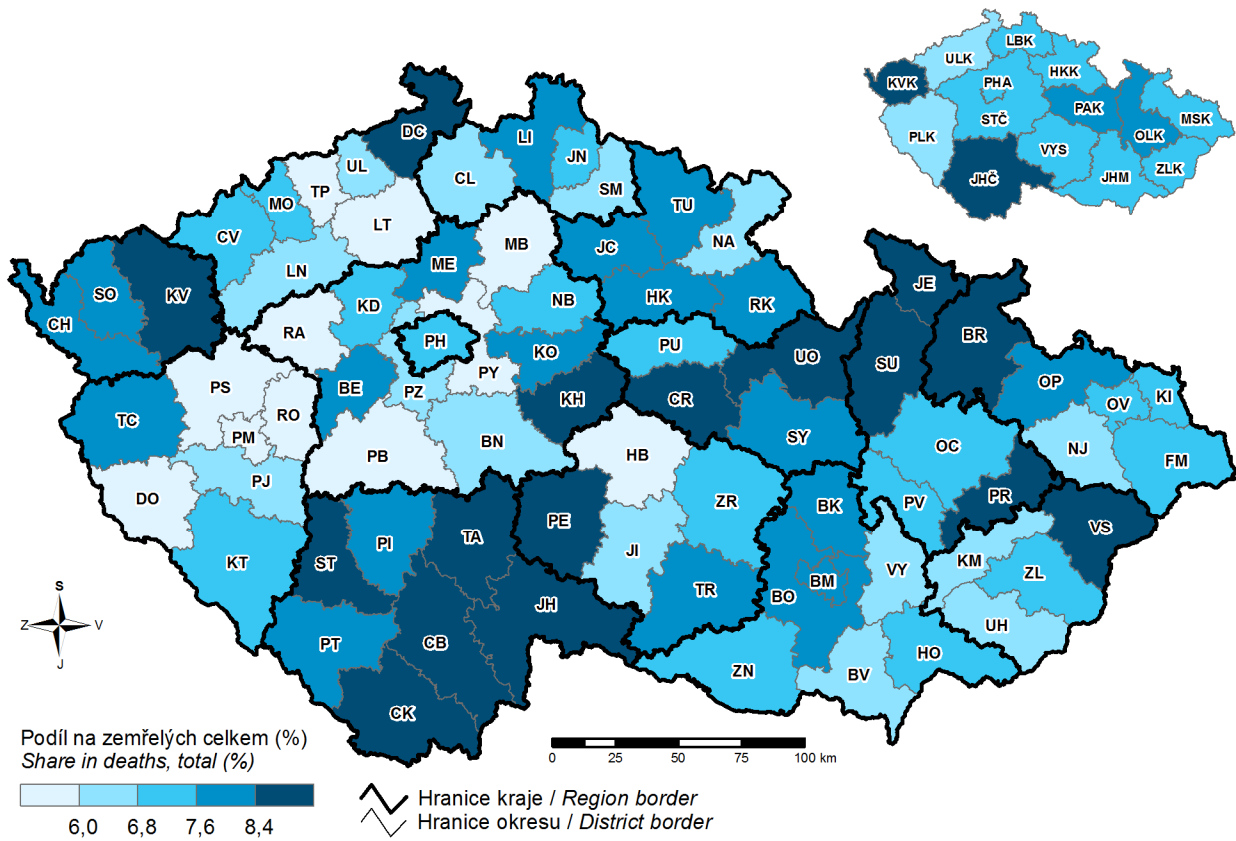 LBK
ULK
HKK
KVK
PHA
PAK
STČ
MSK
PLK
OLK
VYS
ZLK
JHČ
JHM
DC
LI
JN
UL
CL
TP
SM
MO
TU
LT
CV
NA
MB
JC
ME
LN
JE
SO
KV
NB
HK
RK
KD
CH
RA
BR
PH
PU
KO
UO
SU
PY
OP
PS
BE
PZ
KI
KH
CR
OV
RO
TC
PM
SY
BN
OC
NJ
PB
HB
FM
PJ
DO
PR
ZR
PV
BK
PE
VS
TA
PI
JI
KT
ST
KM
VY
ZL
BM
TR
BO
JH
UH
CB
PT
HO
ZN
BV
CK
S
Z
V
J
Podíl na zemřelých celkem (%)
Share in deaths, total (%)
6,0 6,8 7,6 8,4
0 25 50 75 100 km
Hranice kraje / Region border
Hranice okresu / District border